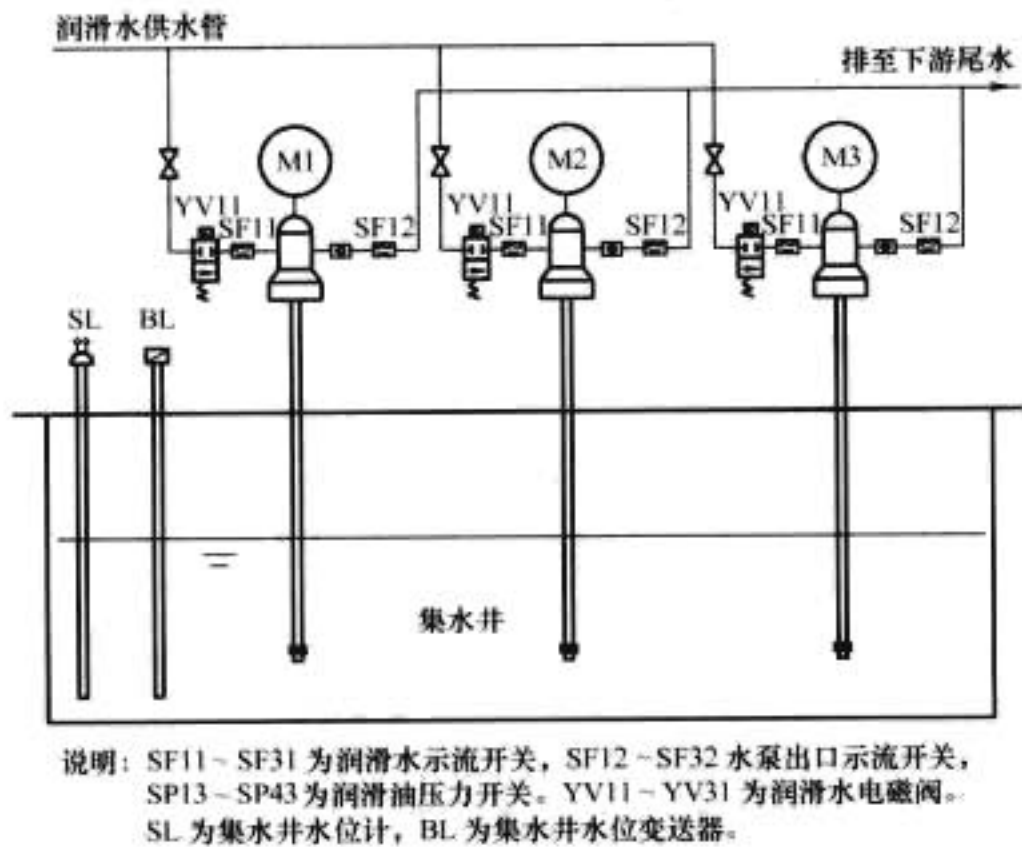 润滑水供水管
排至下游尾水
M1
M2
M3
YV11
SF11
SF12
YV11
SF11
SF12
YV11
SF11
SF12
SL
BL
集水井
说明：SF11~SF31为润滑水示流开关，SF12~SF32水泵出口示流开关，
SP13~SP43为润滑油压力开关。YV11~YV31为润滑水电磁阀。
SL 为集水井水位计，BL 为集水井水位变送器。